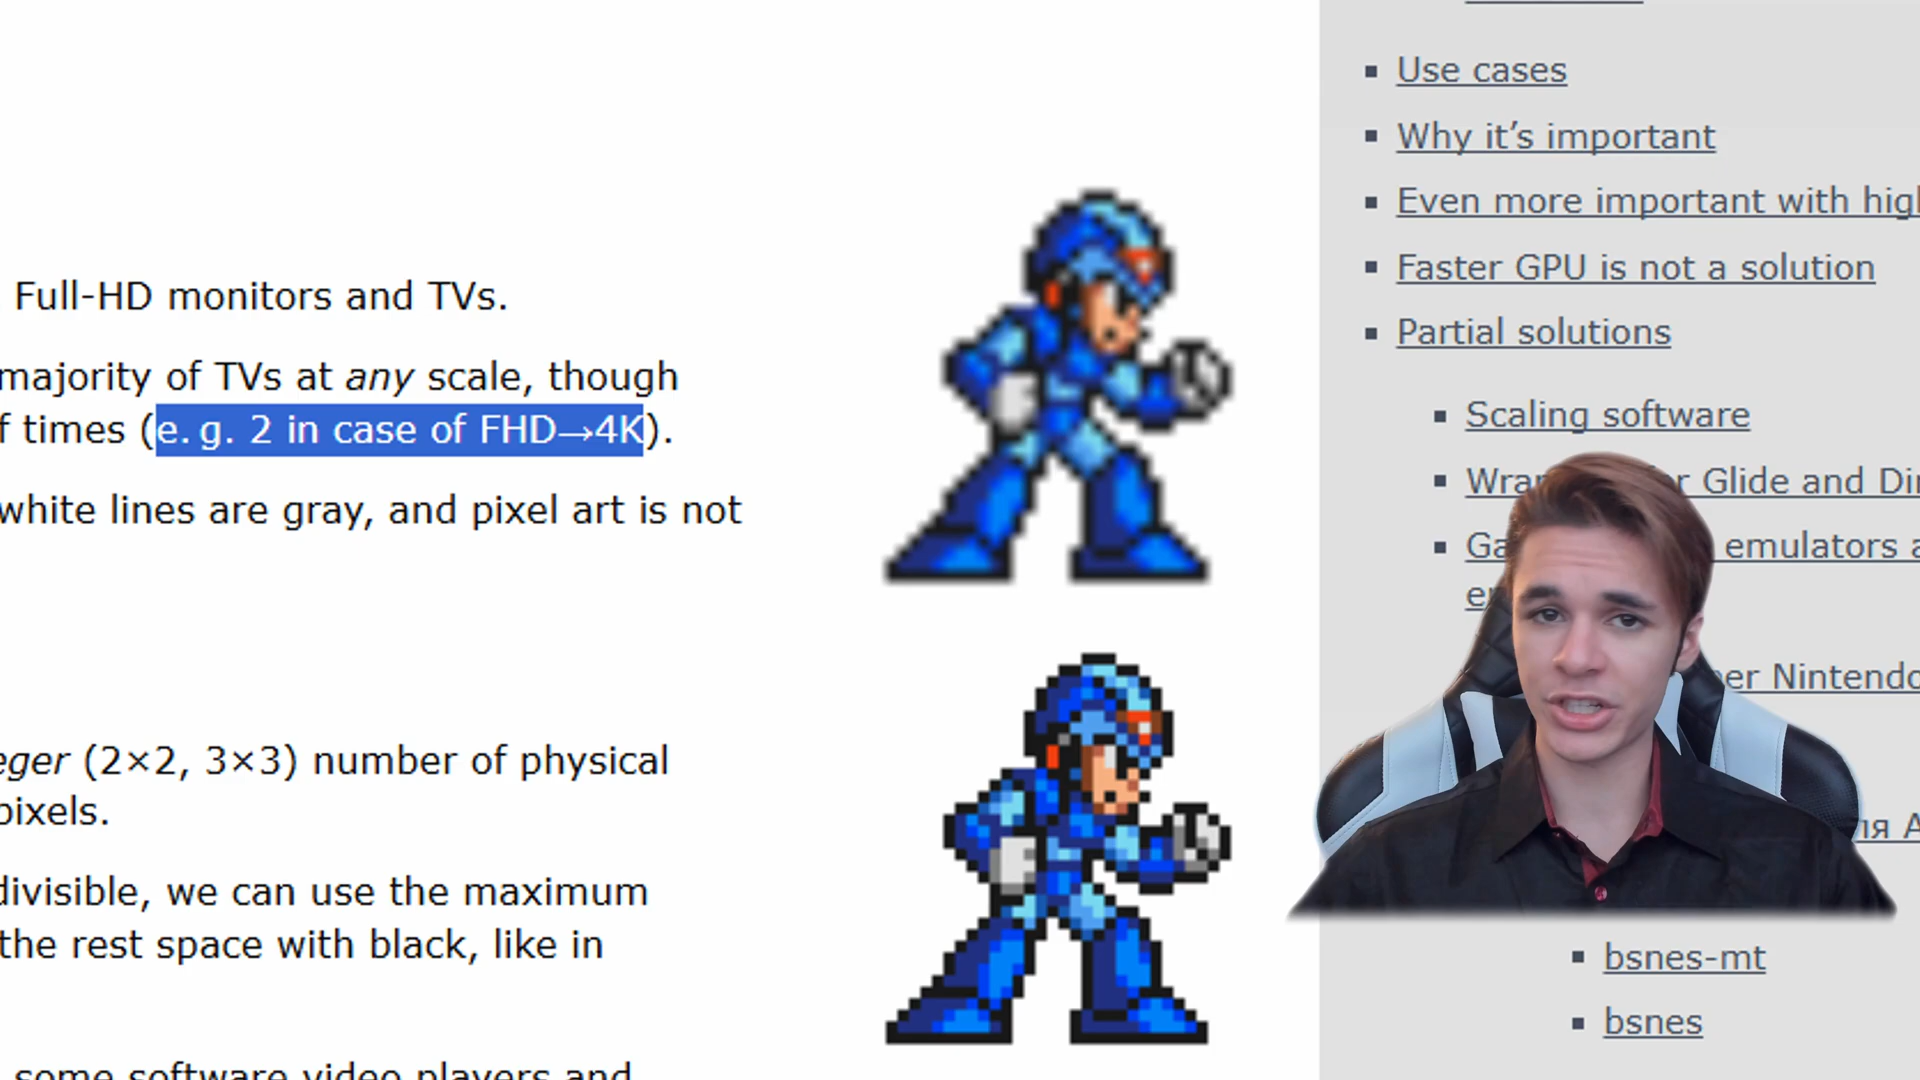 Full-HD monitors and TVs.
majority of TVs at any scale, though
f times (e. g. 2 in case of FHD→4K).
white lines are gray, and pixel art is not
eger (2×2, 3×3) number of physical
pixels.
divisible, we can use the maximum
the rest space with black, like in
some software video players and
Use cases
Why it’s important
Even more important with high
Faster GPU is not a solution
Partial solutions
Scaling software
Glide and
emulators
Nintendo
bsnes-mt
bsnes